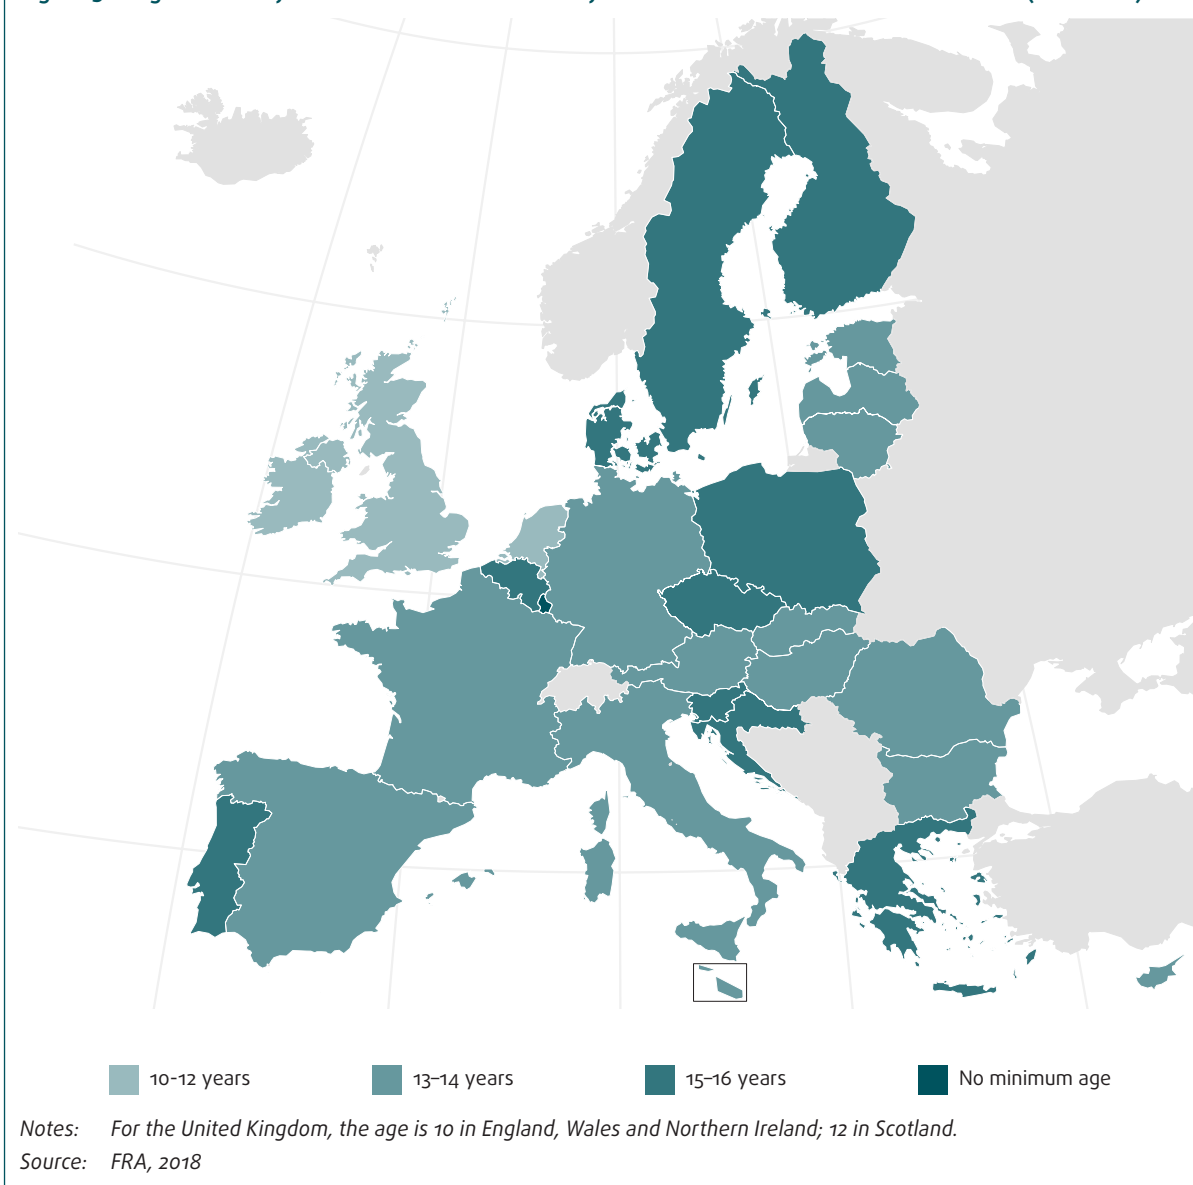 10-12 years
13–14 years
15–16 years
No minimum age
Notes: For the United Kingdom, the age is 10 in England, Wales and Northern Ireland; 12 in Scotland.
Source: FRA, 2018